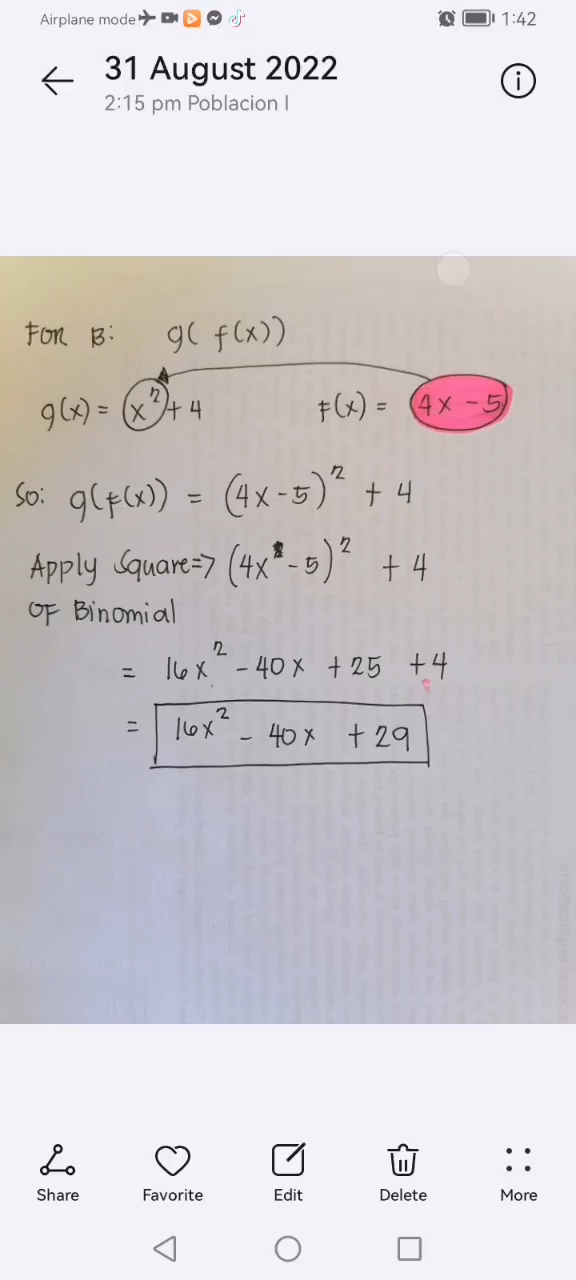 Airplane mode 1:42
31 August 2022
2:15 pm Poblacion I
FOR B: g( f(x))
g(x) = x² + 4 f(x) = 4x - 5
So: g(f(x)) = (4x - 5)² + 4
Apply Square => (4x - 5)² + 4
OF Binomial
= 16x² - 40x + 25 + 4
= 16x² - 40x + 29
Share Favorite Edit Delete More